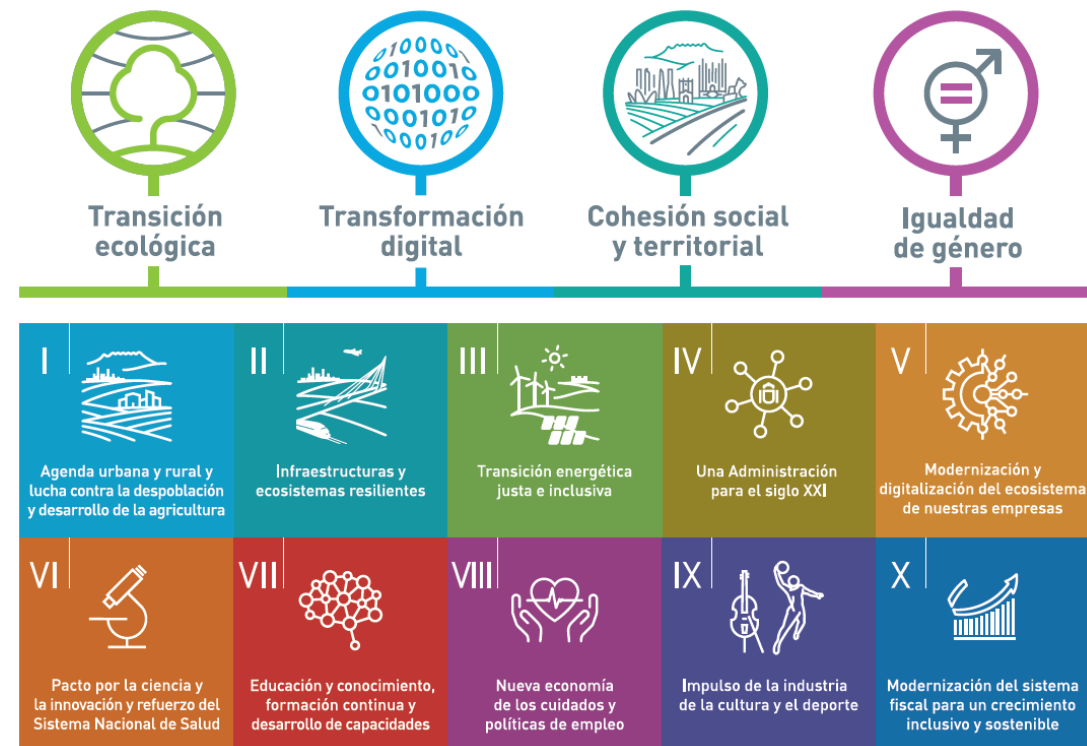 Transición
ecológica
Transformación
digital
Cohesión social
y territorial
Igualdad
de género
I
Agenda urbana y rural y
lucha contra la despoblación
y desarrollo de la agricultura
II
Infraestructuras y
ecosistemas resilientes
III
Transición energética
justa e inclusiva
IV
Una Administración
para el siglo XXI
V
Modernización y
digitalización del ecosistema
de nuestras empresas
VI
Pacto por la ciencia y
la innovación y refuerzo del
Sistema Nacional de Salud
VII
Educación y conocimiento,
formación continua y
desarrollo de capacidades
VIII
Nueva economía
de los cuidados y
políticas de empleo
IX
Impulso de la industria
de la cultura y el deporte
X
Modernización del sistema
fiscal para un crecimiento
inclusivo y sostenible